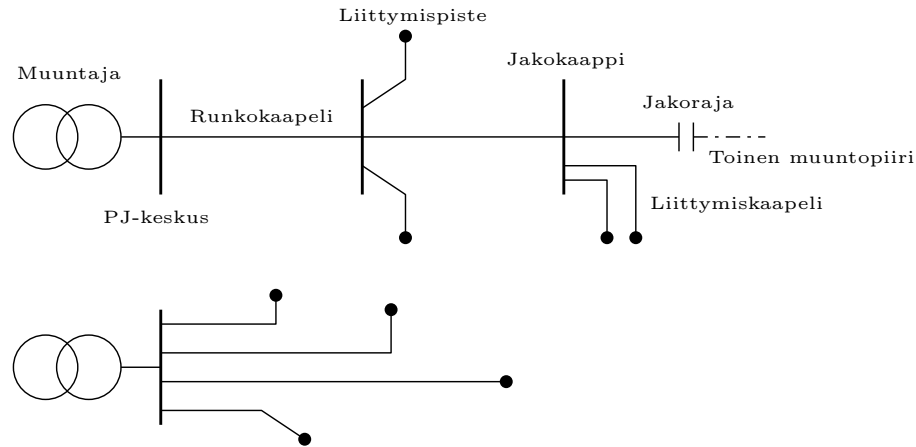 Liittymispiste
Jakokaappi
Muuntaja
Jakoraja
Runkokaapeli
Toinen muuntopiiri
Liittymiskaapeli
PJ-keskus